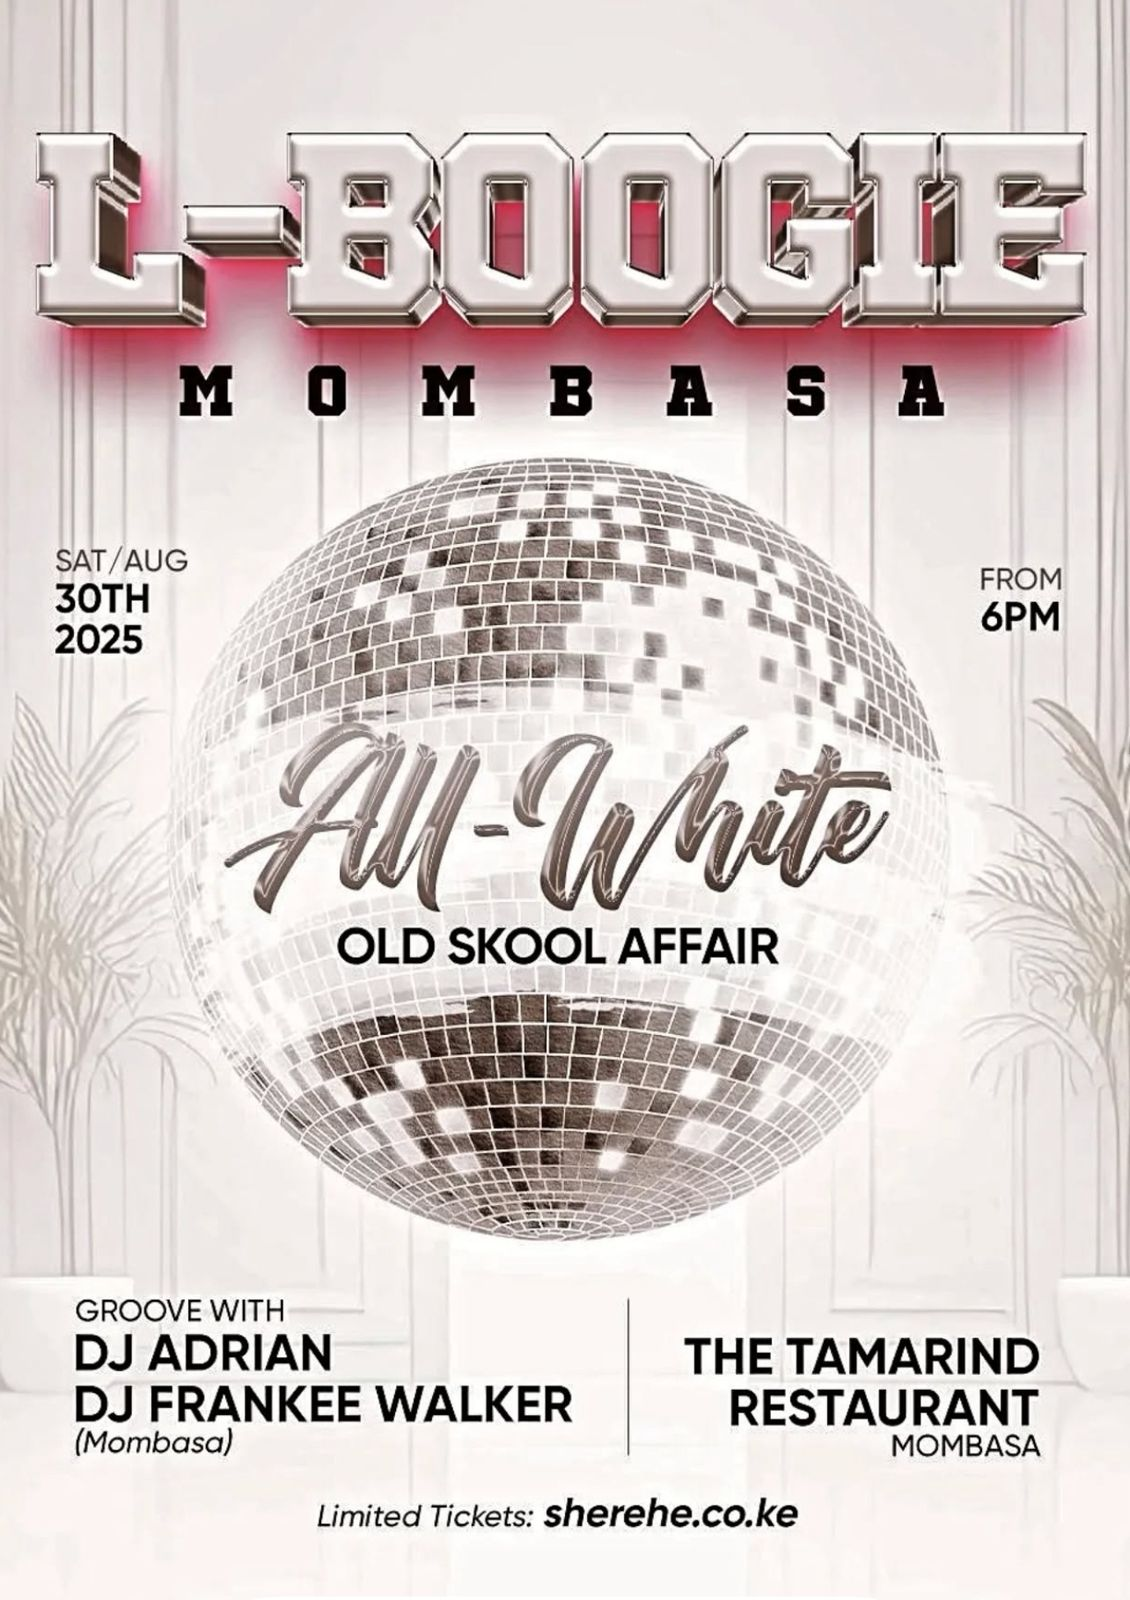 L-BOOGIE
MOMBASA
SAT/AUG
30TH
2025
FROM
6PM
All-White
OLD SKOOL AFFAIR
GROOVE WITH
DJ ADRIAN
DJ FRANKEE WALKER
(Mombasa)
THE TAMARIND
RESTAURANT
MOMBASA
Limited Tickets: sherehe.co.ke